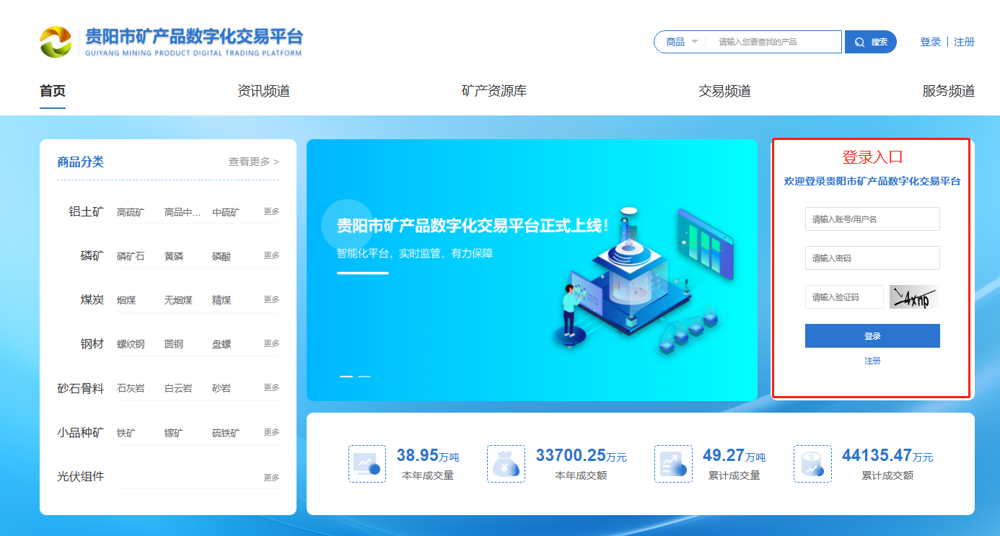 贵阳市矿产品数字化交易平台
GUIYANG MINING PRODUCT DIGITAL TRADING PLATFORM
商品 请输入您要查找的产品 搜索 登录 | 注册
首页 资讯频道 矿产资源库 交易频道 服务频道
商品分类 查看更多 >
铝土矿 高硫矿 高品中... 中硫矿 更多
磷矿 磷矿石 黄磷 磷酸 更多
煤炭 烟煤 无烟煤 精煤 更多
钢材 螺纹钢 圆钢 盘螺 更多
砂石骨料 石灰岩 白云岩 砂岩 更多
小品种矿 铁矿 镓矿 硫铁矿 更多
光伏组件 更多
贵阳市矿产品数字化交易平台正式上线！
智能化平台，实时监管，有力保障
登录入口
欢迎登录贵阳市矿产品数字化交易平台
请输入账号/用户名
请输入密码
请输入验证码 4xnp
登录
注册
38.95万吨 33700.25万元 49.27万吨 44135.47万元
本年成交量 本年成交额 累计成交量 累计成交额